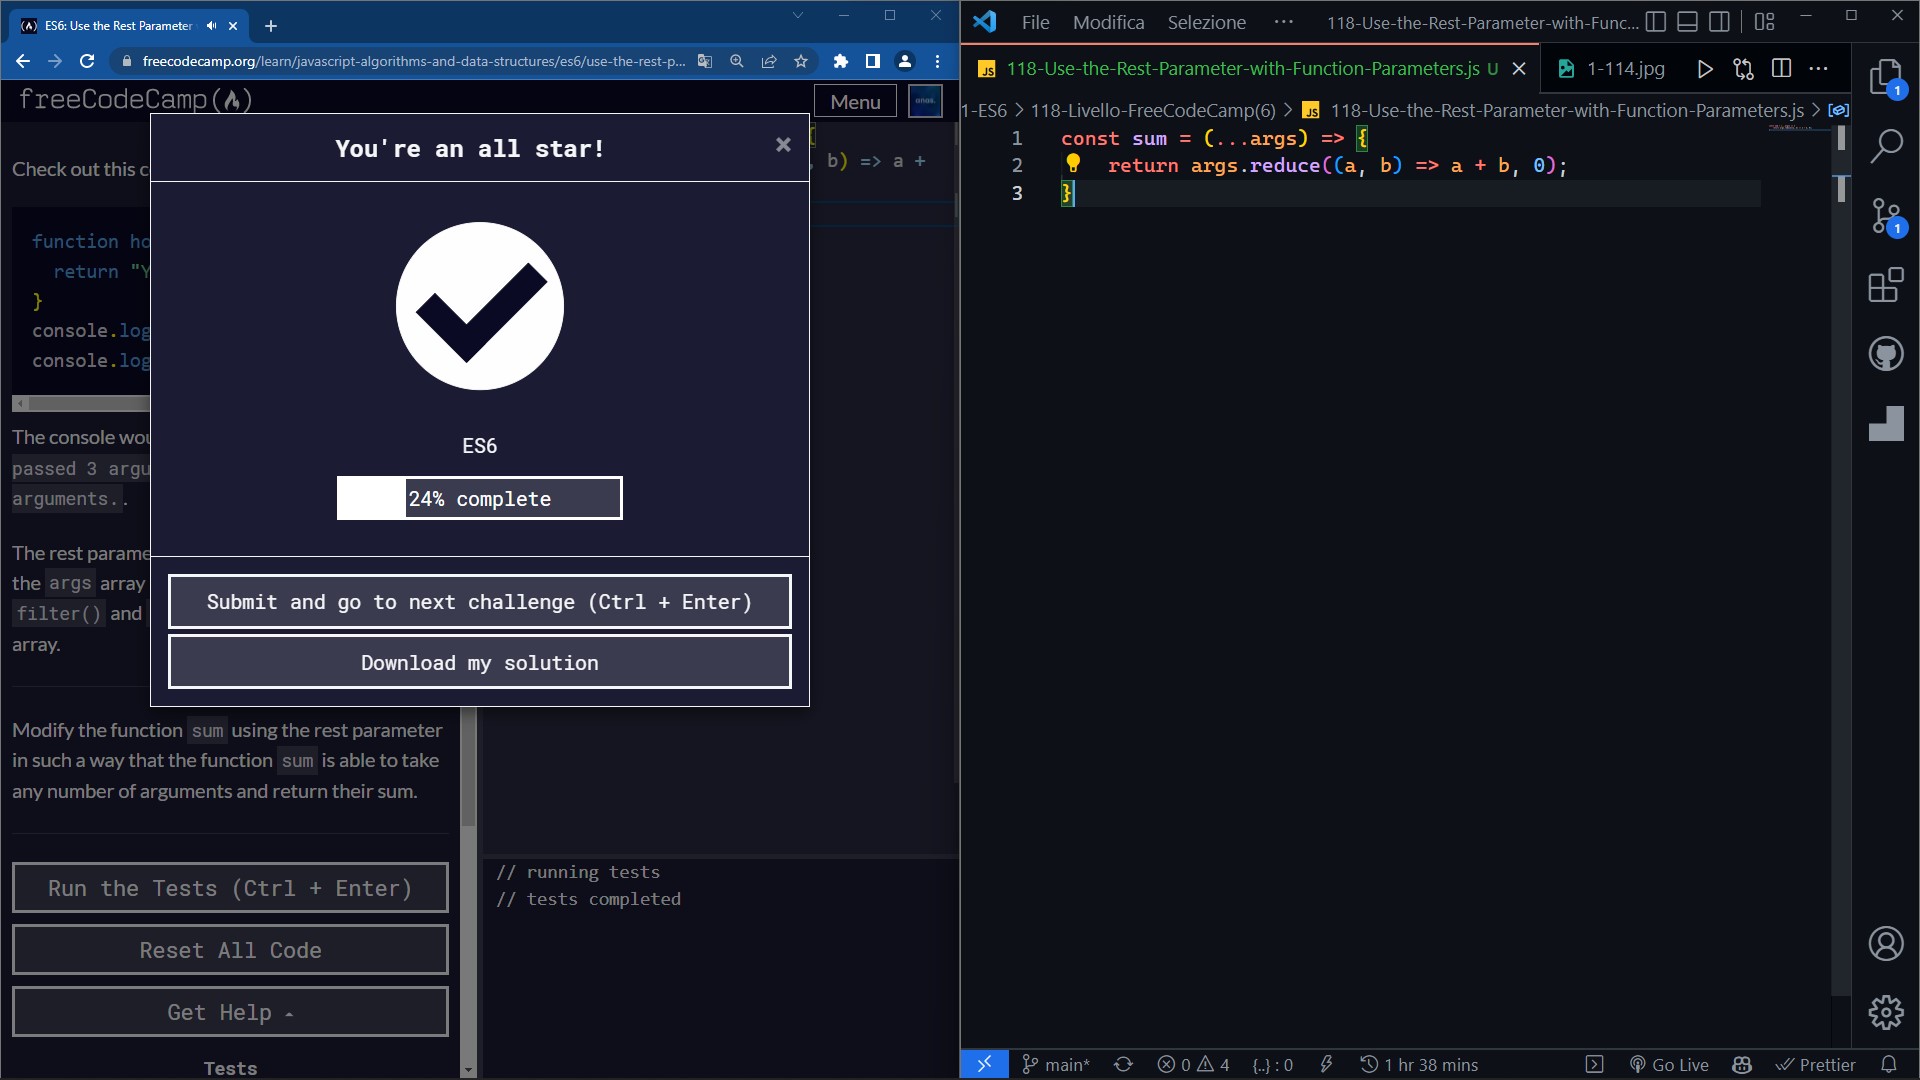 ES6: Use the Rest Parameter
freecodecamp.org/learn/javascript-algorithms-and-data-structures/es6/use-the-rest-p...
freeCodeCamp(🔥)
Menu
Check out this c
function ho
return "Y
}
console.log
console.log
The console wou
passed 3 argu
arguments..
The rest parame
the args array
filter() and
array.
Modify the function sum using the rest parameter
in such a way that the function sum is able to take
any number of arguments and return their sum.
Run the Tests (Ctrl + Enter)
Reset All Code
Get Help
Tests
You're an all star!
×
ES6
24% complete
Submit and go to next challenge (Ctrl + Enter)
Download my solution
{
b) => a +
// running tests
// tests completed
File Modifica Selezione ··· 118-Use-the-Rest-Parameter-with-Func...
JS 118-Use-the-Rest-Parameter-with-Function-Parameters.js U
1-114.jpg
1-ES6 > 118-Livello-FreeCodeCamp(6) > JS 118-Use-the-Rest-Parameter-with-Function-Parameters.js >
1 const sum = (...args) => {
2 return args.reduce((a, b) => a + b, 0);
3 }
1
1
main* 0 4 {..} : 0 1 hr 38 mins Go Live Prettier